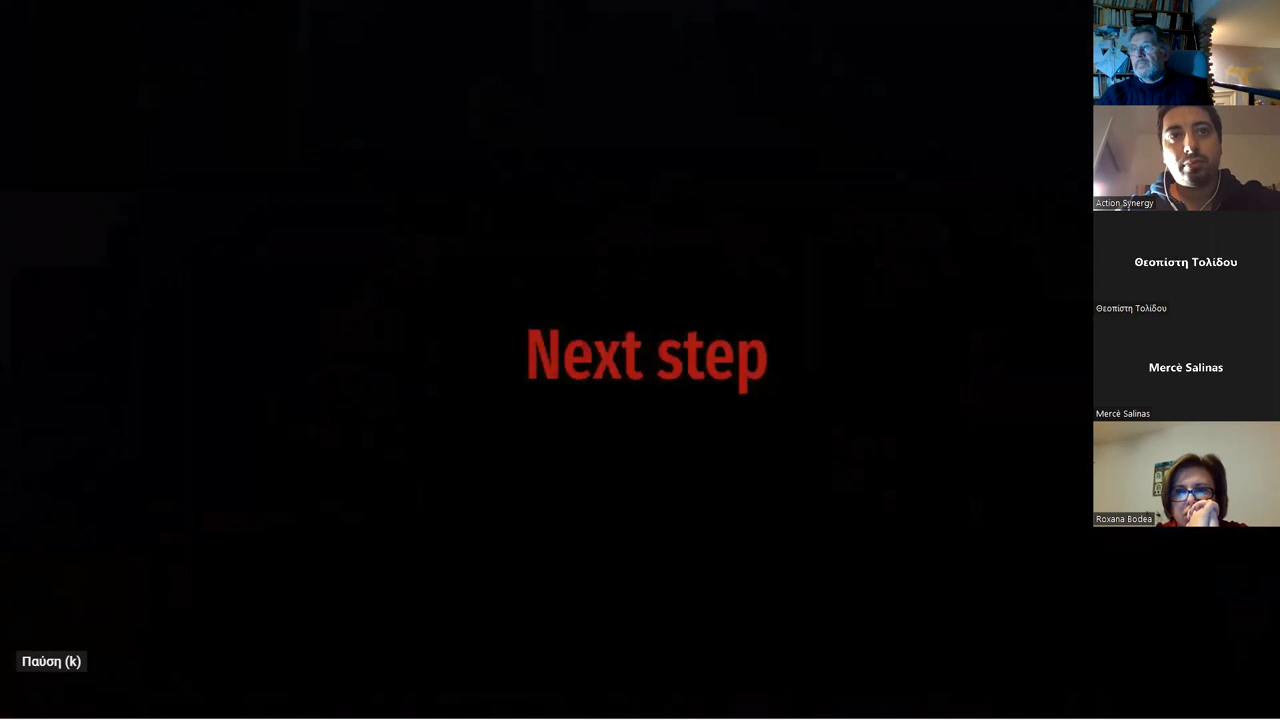 Next step
Παύση (k)
Action Synergy
Θεοπίστη Τολίδου
Θεοπίστη Τολίδου
Mercè Salinas
Mercè Salinas
Roxana Bodea